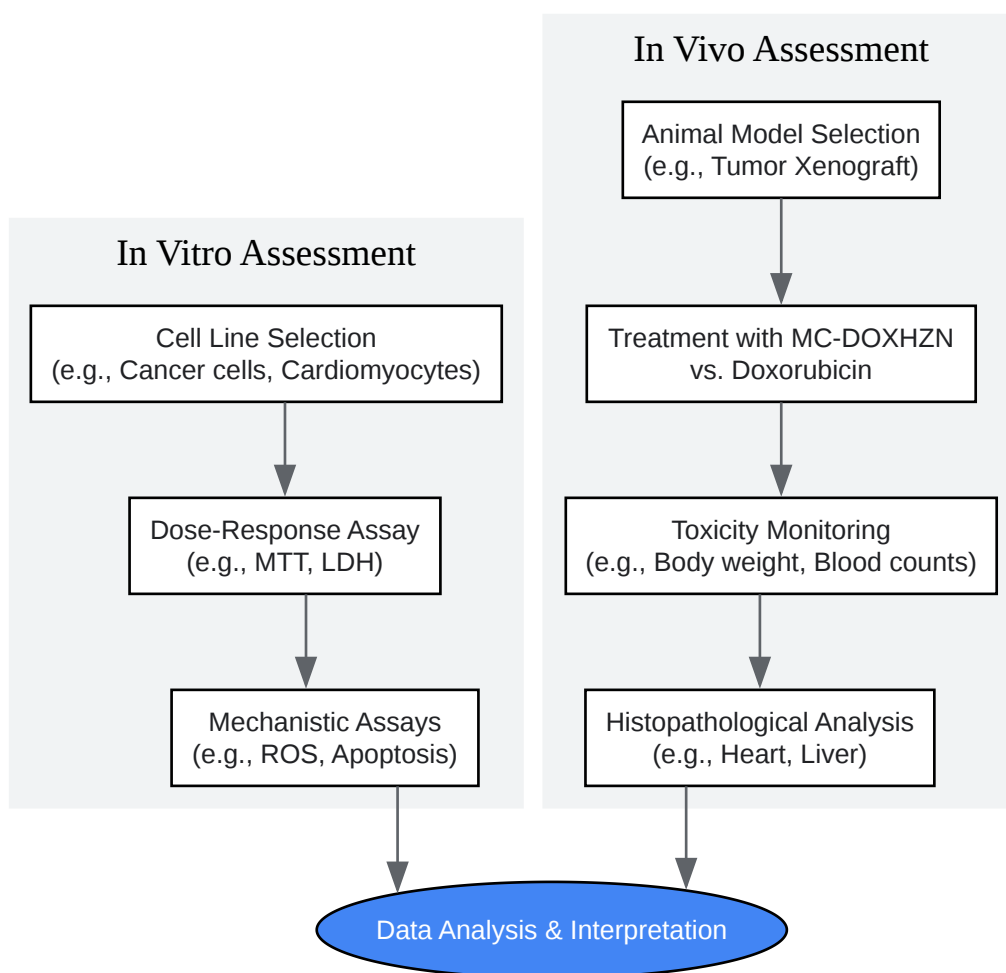 In Vitro Assessment
Cell Line Selection
(e.g., Cancer cells, Cardiomyocytes)
Dose-Response Assay
(e.g., MTT, LDH)
Mechanistic Assays
(e.g., ROS, Apoptosis)
In Vivo Assessment
Animal Model Selection
(e.g., Tumor Xenograft)
Treatment with MC-DOXHZN
vs. Doxorubicin
Toxicity Monitoring
(e.g., Body weight, Blood counts)
Histopathological Analysis
(e.g., Heart, Liver)
Data Analysis & Interpretation